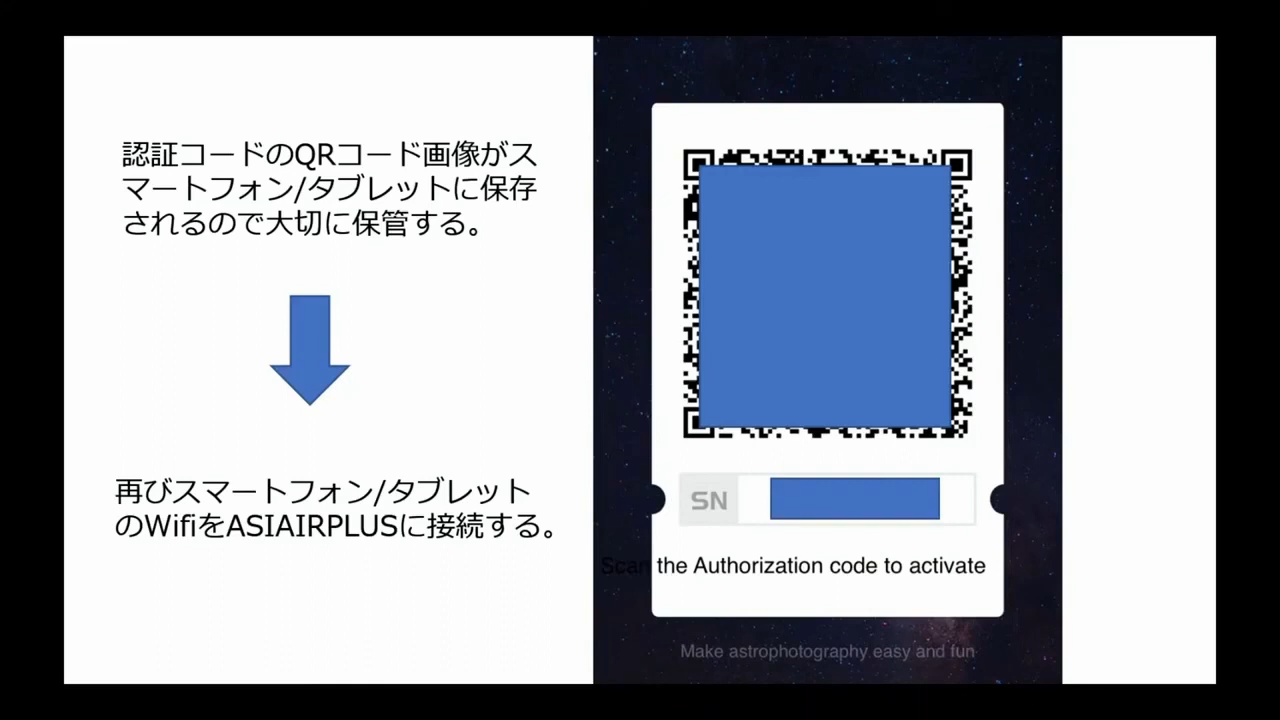 認証コードのQRコード画像がス
マートフォン/タブレットに保存
されるので大切に保管する。
再びスマートフォン/タブレット
のWifiをASIAIRPLUSに接続する。
SN
Scan the Authorization code to activate
Make astrophotography easy and fun